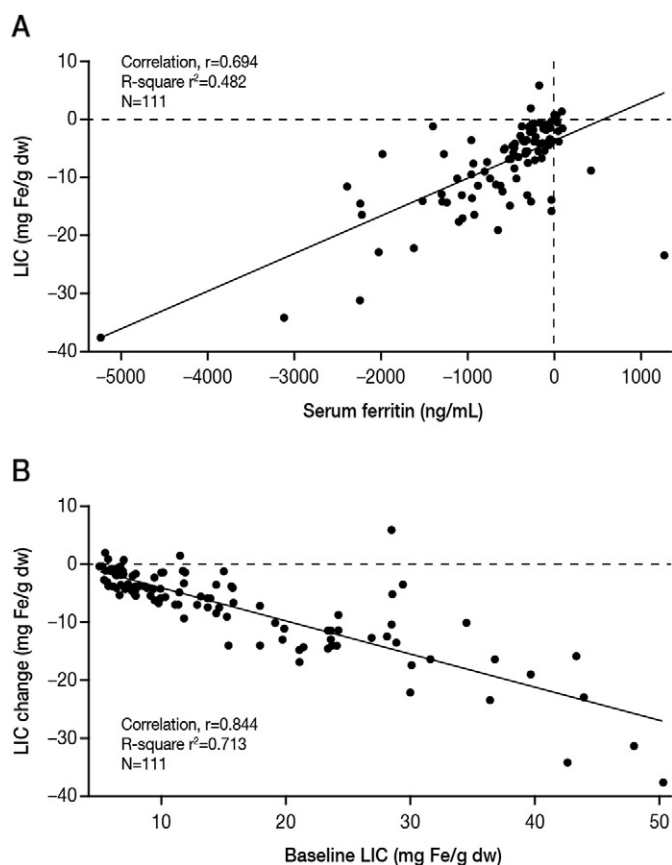 A
Correlation, r=0.694
R-square r²=0.482
N=111
LIC (mg Fe/g dw)
10
0
−10
−20
−30
−40
−5000 −4000 −3000 −2000 −1000 0 1000
Serum ferritin (ng/mL)
B
LIC change (mg Fe/g dw)
10
0
−10
−20
−30
−40
Correlation, r=0.844
R-square r²=0.713
N=111
10 20 30 40 50
Baseline LIC (mg Fe/g dw)